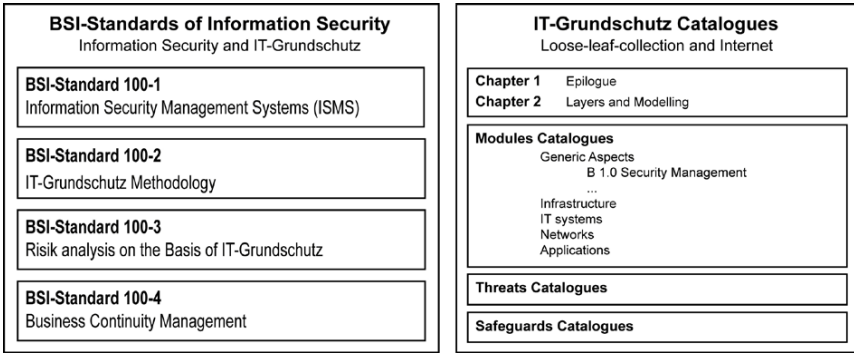 BSI-Standards of Information Security
Information Security and IT-Grundschutz
BSI-Standard 100-1
Information Security Management Systems (ISMS)
BSI-Standard 100-2
IT-Grundschutz Methodology
BSI-Standard 100-3
Risik analysis on the Basis of IT-Grundschutz
BSI-Standard 100-4
Business Continuity Management
IT-Grundschutz Catalogues
Loose-leaf-collection and Internet
Chapter 1 Epilogue
Chapter 2 Layers and Modelling
Modules Catalogues
Generic Aspects
B 1.0 Security Management
...
Infrastructure
IT systems
Networks
Applications
Threats Catalogues
Safeguards Catalogues